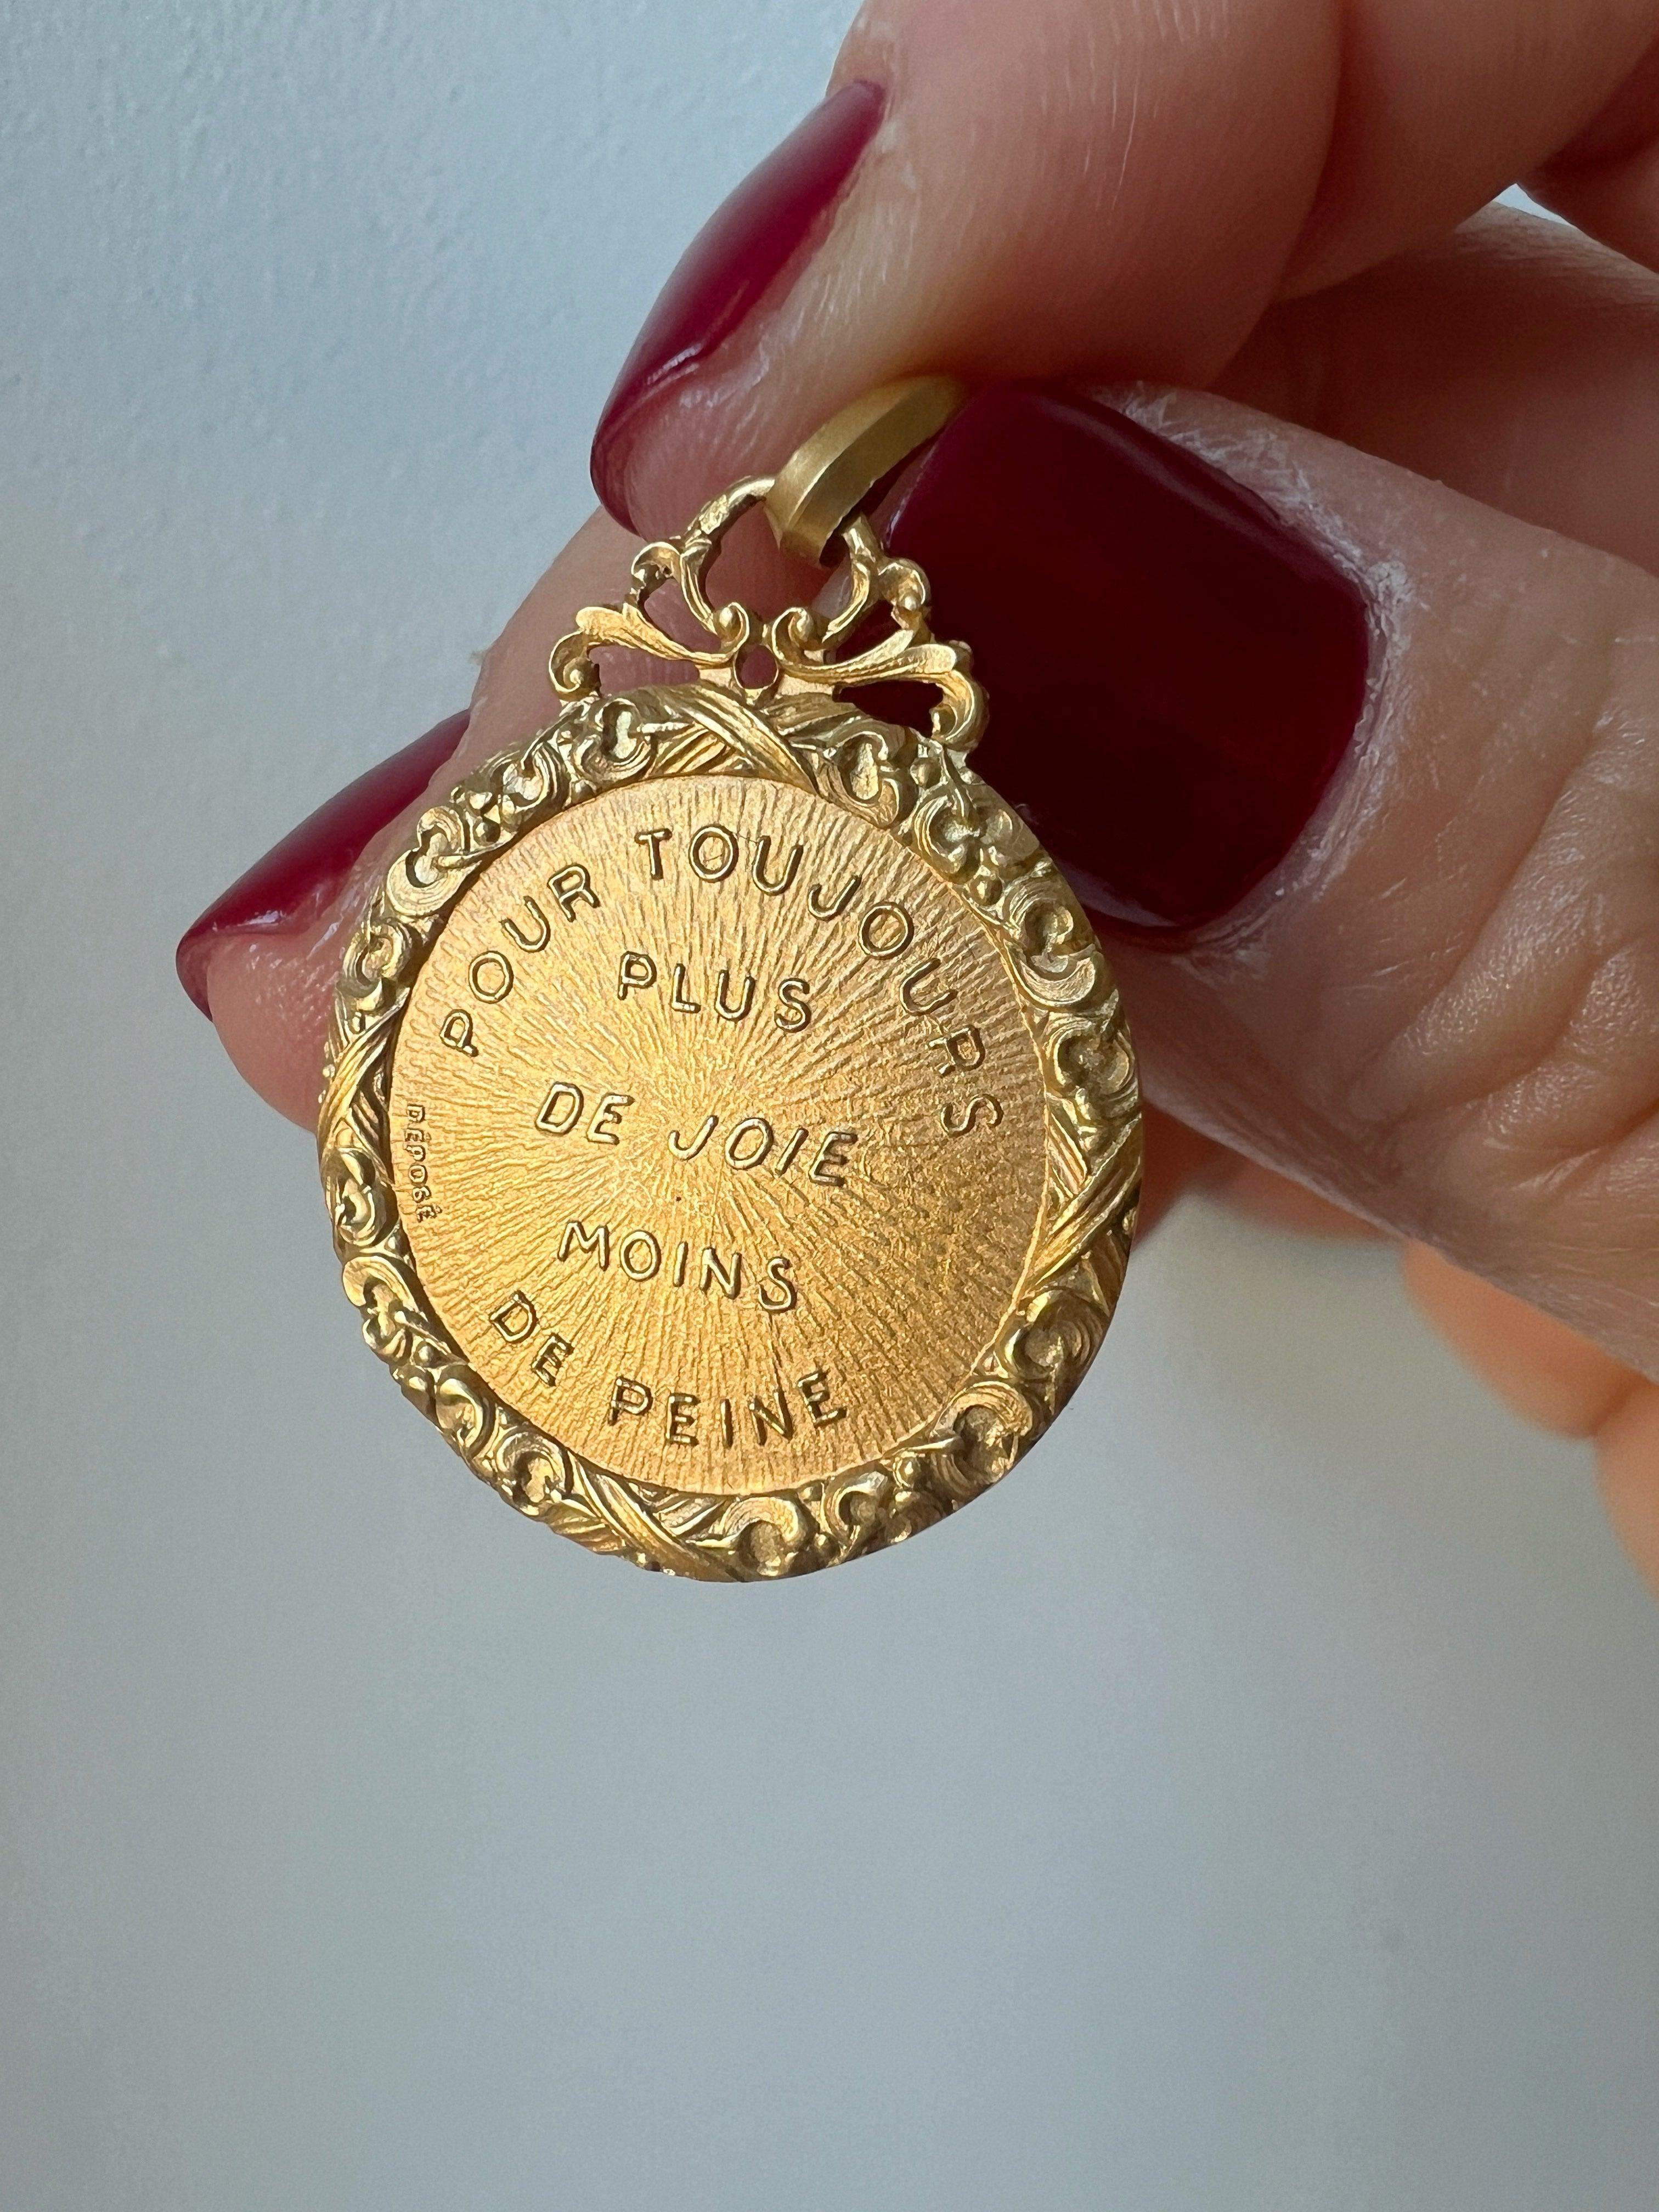 POUR TOUJOURS
PLUS
DE JOIE
MOINS
DE PEINE
DÉPOSÉ